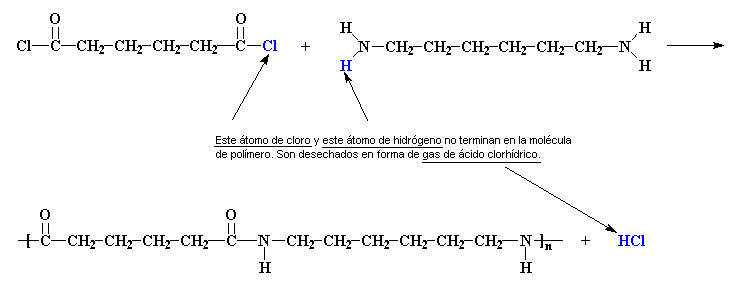 O O H H
Cl—C—CH2—CH2—CH2—CH2—C—Cl + N—CH2—CH2—CH2—CH2—CH2—CH2—N
H H
Este átomo de cloro y este átomo de hidrógeno no terminan en la molécula
de polímero. Son desechados en forma de gas de ácido clorhídrico.
O O
—[C—CH2—CH2—CH2—CH2—C—N—CH2—CH2—CH2—CH2—CH2—CH2—N]n— + HCl
H H